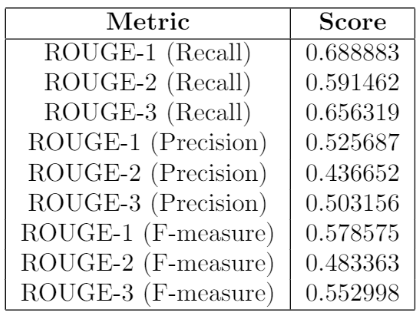 Metric Score
ROUGE-1 (Recall) 0.688883
ROUGE-2 (Recall) 0.591462
ROUGE-3 (Recall) 0.656319
ROUGE-1 (Precision) 0.525687
ROUGE-2 (Precision) 0.436652
ROUGE-3 (Precision) 0.503156
ROUGE-1 (F-measure) 0.578575
ROUGE-2 (F-measure) 0.483363
ROUGE-3 (F-measure) 0.552998